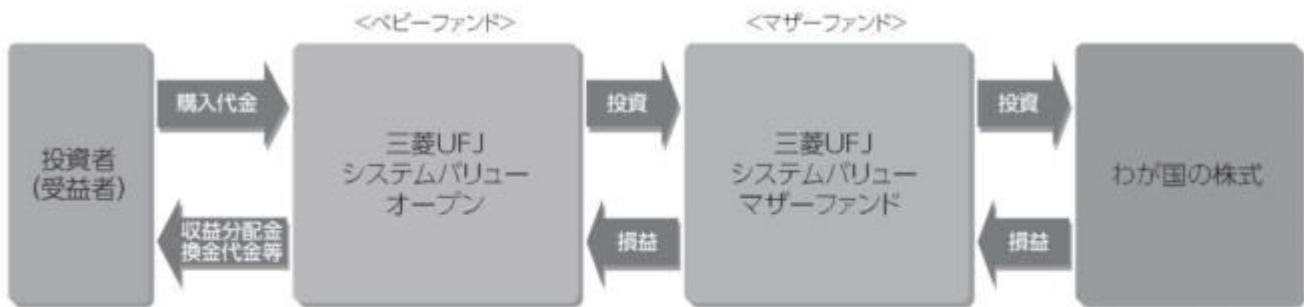 <ベビーファンド>
<マザーファンド>
購入代金
投資
投資
投資者
(受益者)
三菱UFJ
システムバリュー
オープン
三菱UFJ
システムバリュー
マザーファンド
わが国の株式
収益分配金
換金代金等
損益
損益